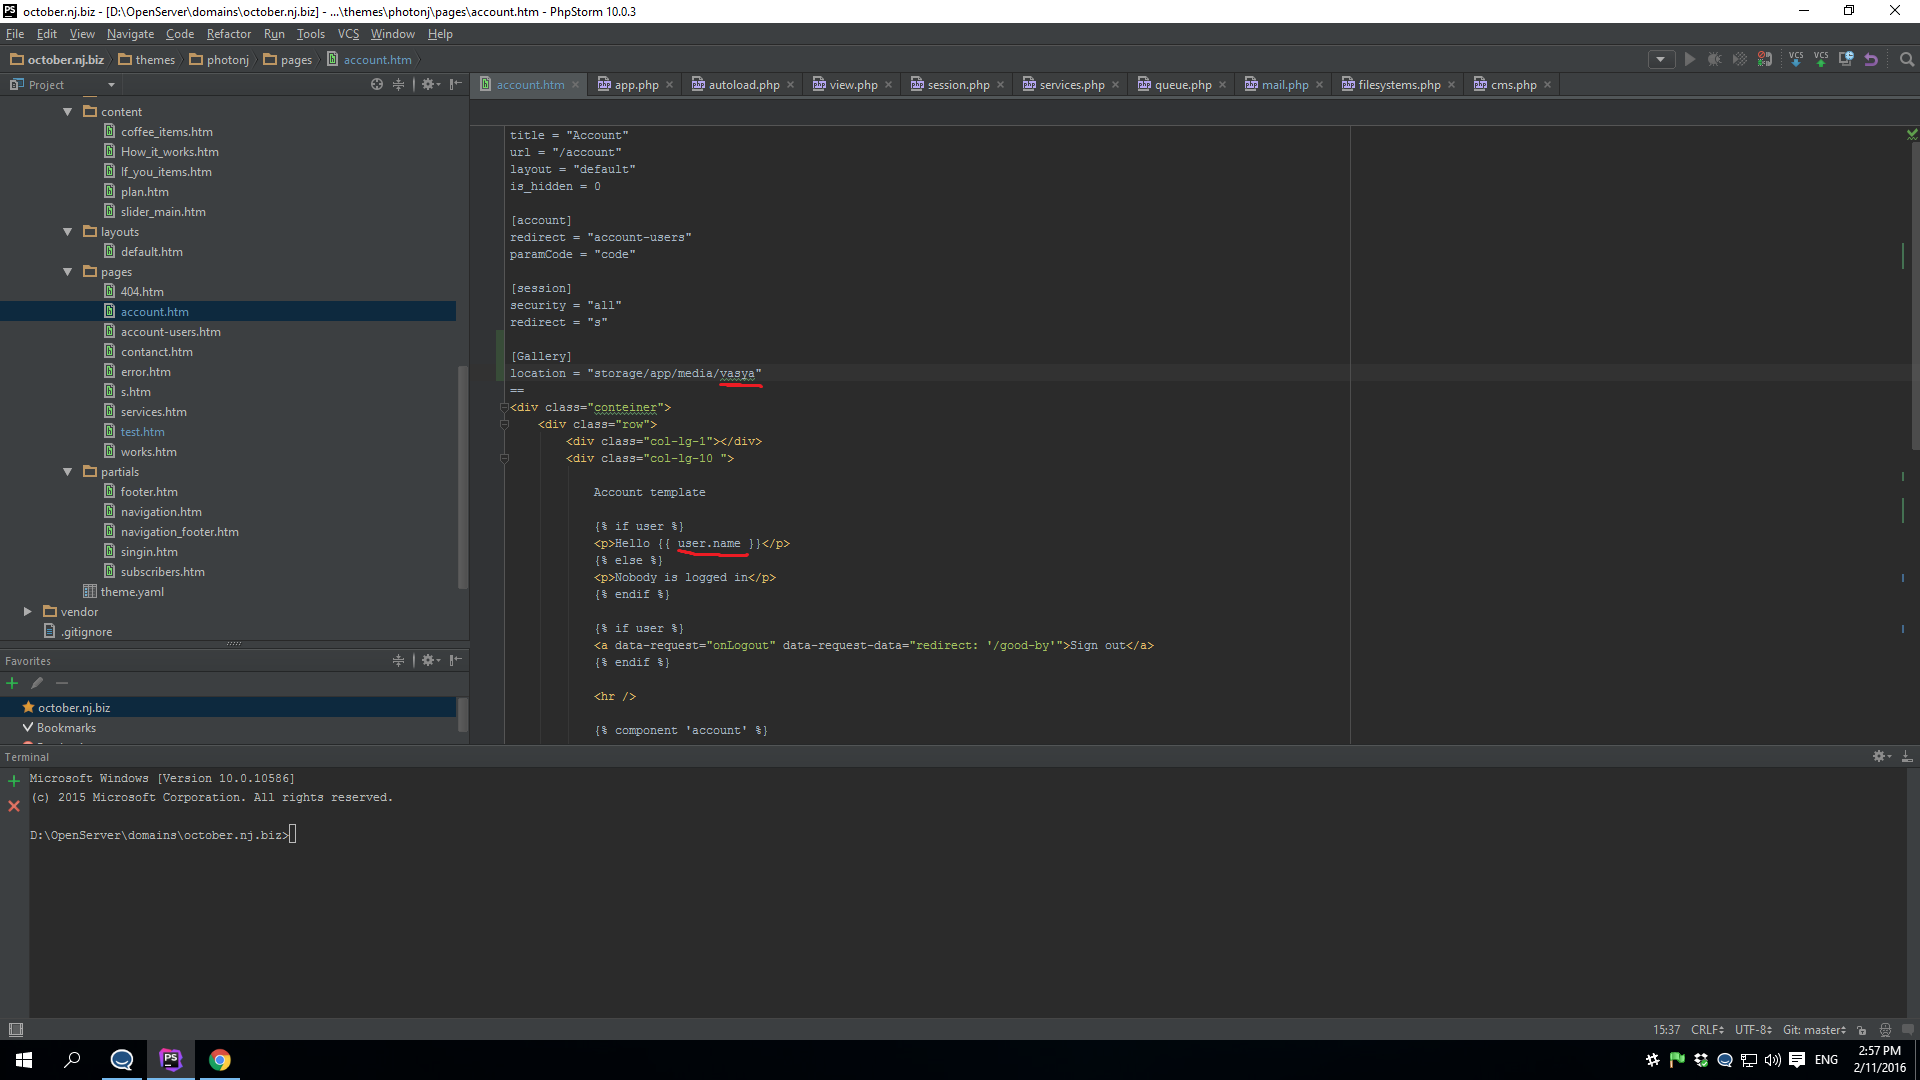 october.nj.biz - [D:\OpenServer\domains\october.nj.biz] - ...\themes\photonj\pages\account.htm - PhpStorm 10.0.3
File Edit View Navigate Code Refactor Run Tools VCS Window Help
october.nj.biz themes photonj pages account.htm
VCS VCS
Project
account.htm app.php autoload.php view.php session.php services.php queue.php mail.php filesystems.php cms.php
content
coffee_items.htm
How_it_works.htm
If_you_items.htm
plan.htm
slider_main.htm
layouts
default.htm
pages
404.htm
account.htm
account-users.htm
contanct.htm
error.htm
s.htm
services.htm
test.htm
works.htm
partials
footer.htm
navigation.htm
navigation_footer.htm
singin.htm
subscribers.htm
theme.yaml
vendor
.gitignore
Favorites
october.nj.biz
Bookmarks
title = "Account"
url = "/account"
layout = "default"
is_hidden = 0
[account]
redirect = "account-users"
paramCode = "code"
[session]
security = "all"
redirect = "s"
[Gallery]
location = "storage/app/media/vasya"
==
<div class="conteiner">
<div class="row">
<div class="col-lg-1"></div>
<div class="col-lg-10 ">
Account template
{% if user %}
<p>Hello {{ user.name }}</p>
{% else %}
<p>Nobody is logged in</p>
{% endif %}
{% if user %}
<a data-request="onLogout" data-request-data="redirect: '/good-by'">Sign out</a>
{% endif %}
<hr />
{% component 'account' %}
Terminal
Microsoft Windows [Version 10.0.10586]
(c) 2015 Microsoft Corporation. All rights reserved.
D:\OpenServer\domains\october.nj.biz>
15:37 CRLF UTF-8 Git: master
ENG
2:57 PM
2/11/2016